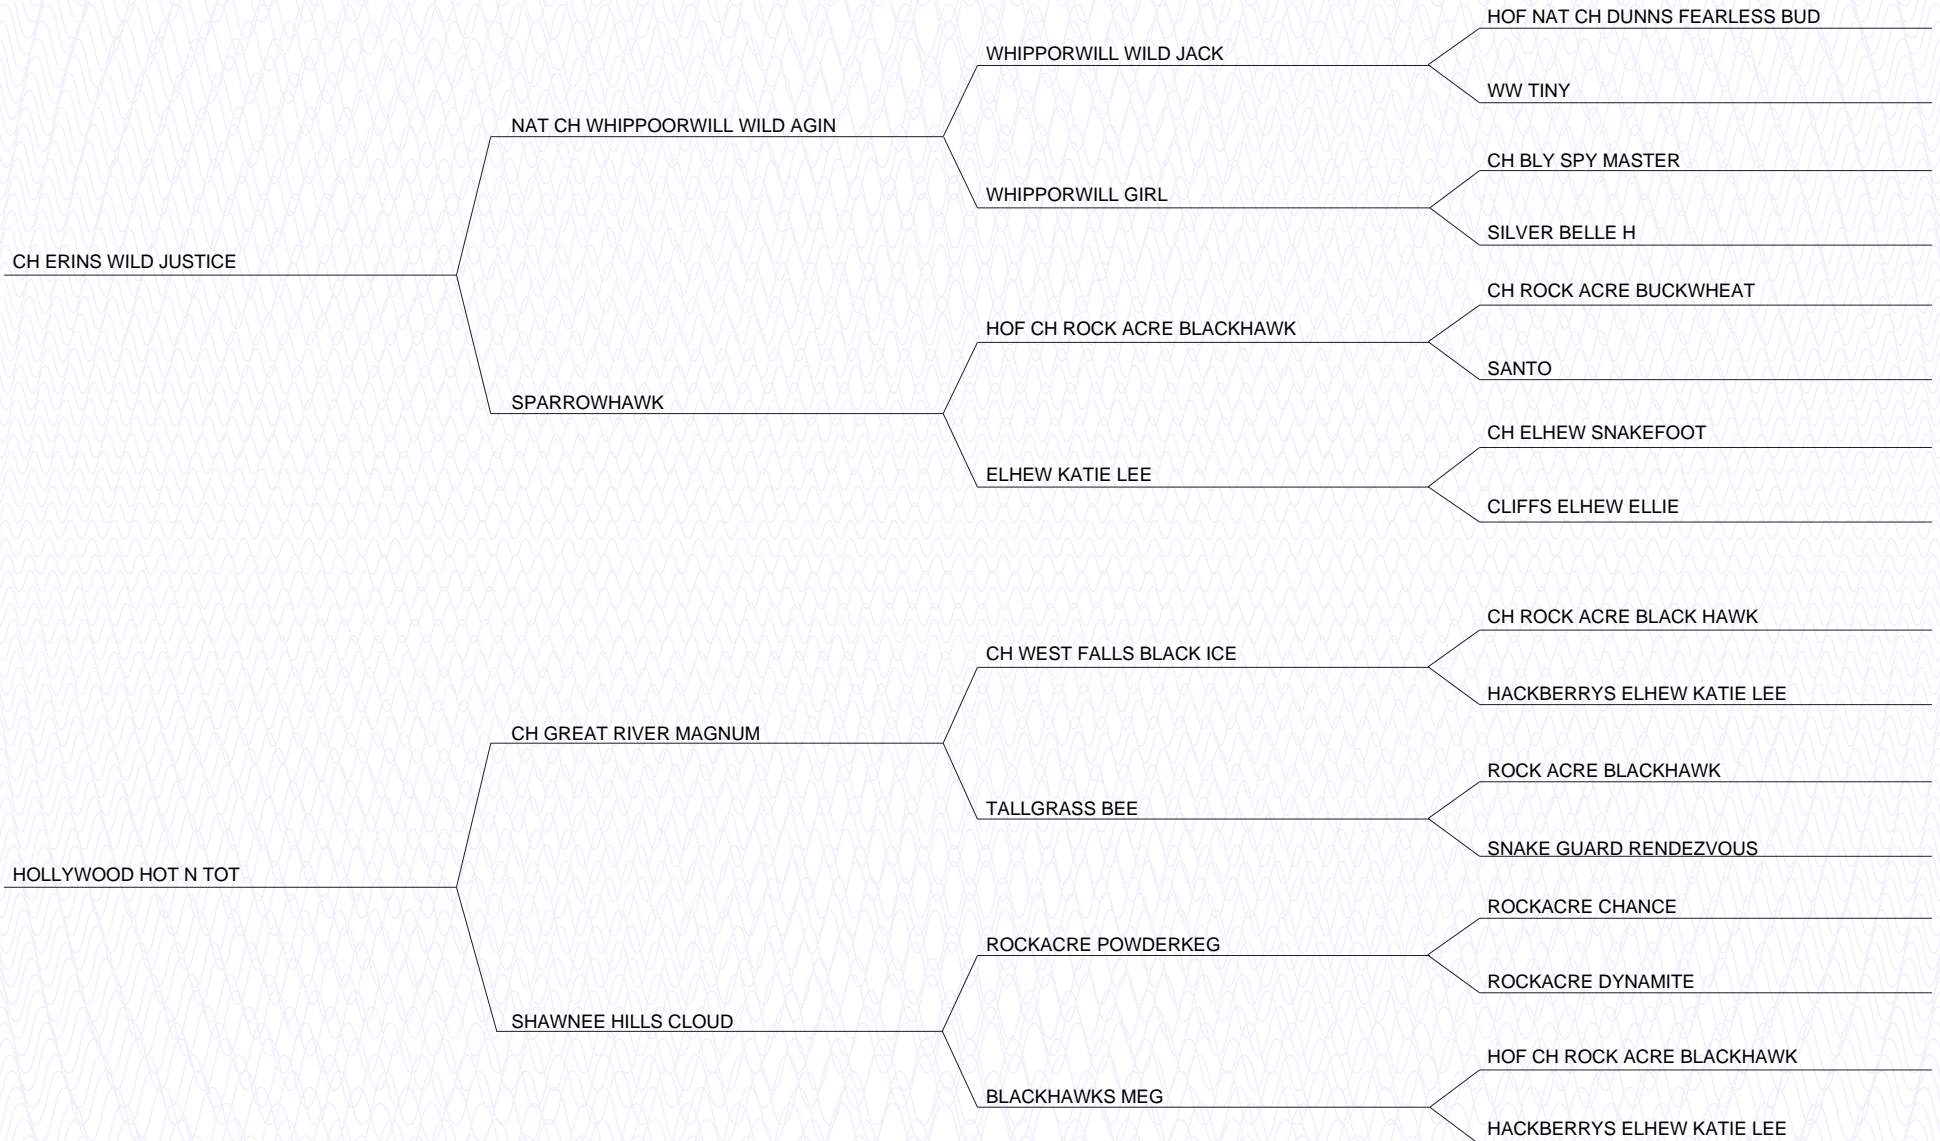 HOF NAT CH DUNNS FEARLESS BUD
WHIPPORWILL WILD JACK
WW TINY
NAT CH WHIPPOORWILL WILD AGIN
CH BLY SPY MASTER
WHIPPORWILL GIRL
SILVER BELLE H
CH ERINS WILD JUSTICE
CH ROCK ACRE BUCKWHEAT
HOF CH ROCK ACRE BLACKHAWK
SANTO
SPARROWHAWK
CH ELHEW SNAKEFOOT
ELHEW KATIE LEE
CLIFFS ELHEW ELLIE
CH ROCK ACRE BLACK HAWK
CH WEST FALLS BLACK ICE
HACKBERRYS ELHEW KATIE LEE
CH GREAT RIVER MAGNUM
ROCK ACRE BLACKHAWK
TALLGRASS BEE
SNAKE GUARD RENDEZVOUS
HOLLYWOOD HOT N TOT
ROCKACRE CHANCE
ROCKACRE POWDERKEG
ROCKACRE DYNAMITE
SHAWNEE HILLS CLOUD
HOF CH ROCK ACRE BLACKHAWK
BLACKHAWKS MEG
HACKBERRYS ELHEW KATIE LEE